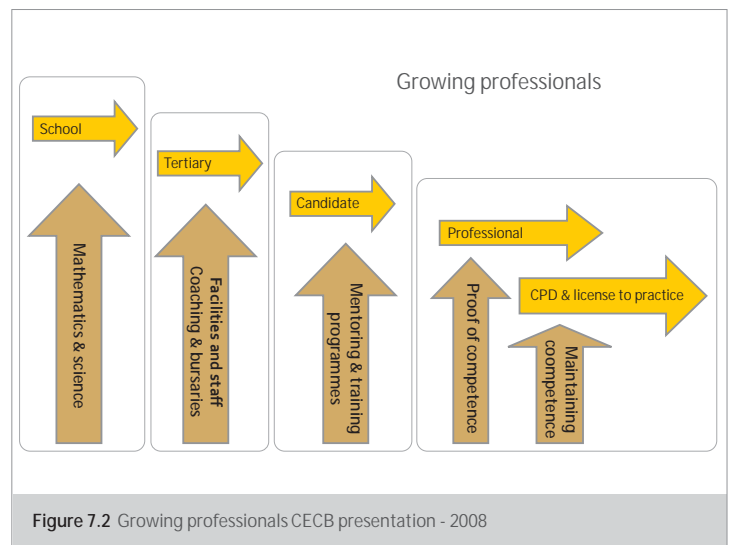 Growing professionals
School
Mathematics & science
Tertiary
Facilities and staff
Coaching & bursaries
Candidate
Mentoring & training
programmes
Professional
Proof of competence
CPD & license to practice
Maintaining
coompetence
Figure 7.2 Growing professionals CECB presentation - 2008